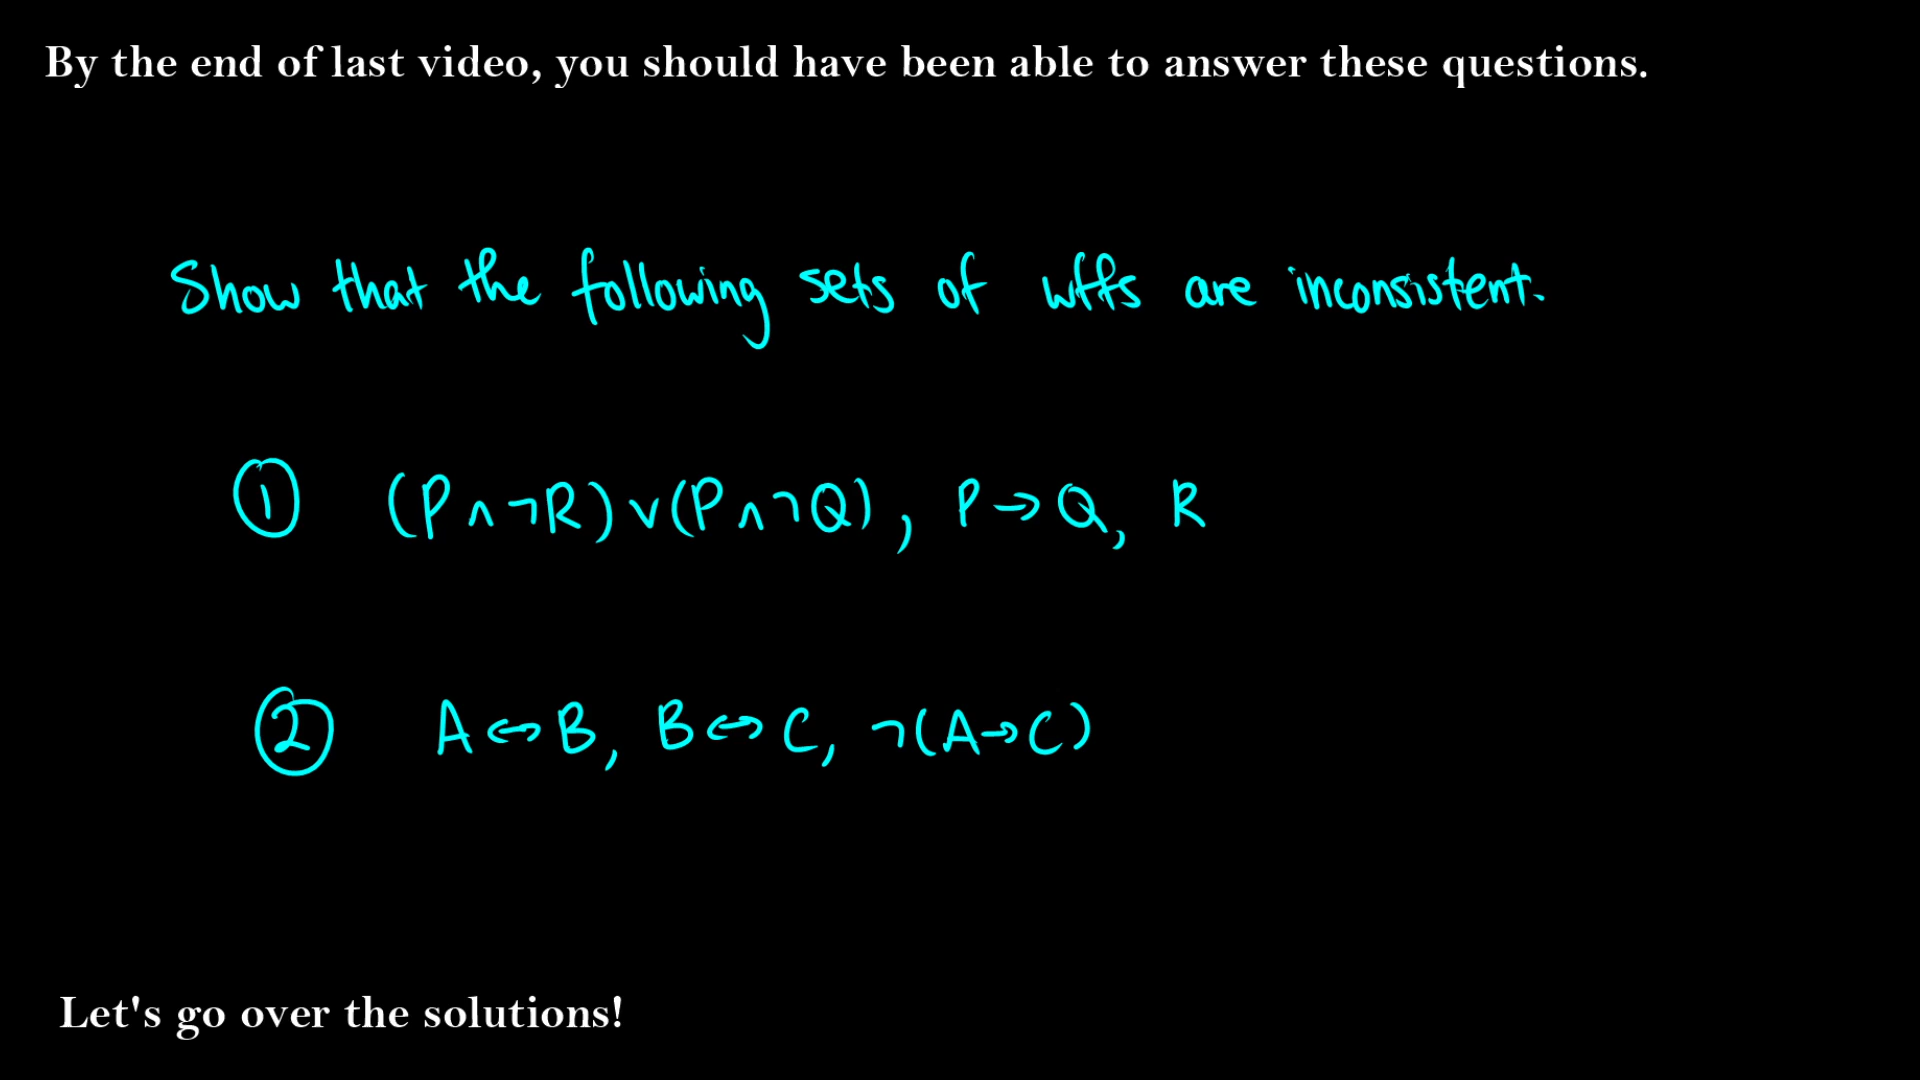 By the end of last video, you should have been able to answer these questions.
Show that the following sets of wffs are inconsistent.
① (P∧¬R)∨(P∧¬Q), P→Q, R
② A↔B, B↔C, ¬(A→C)
Let's go over the solutions!